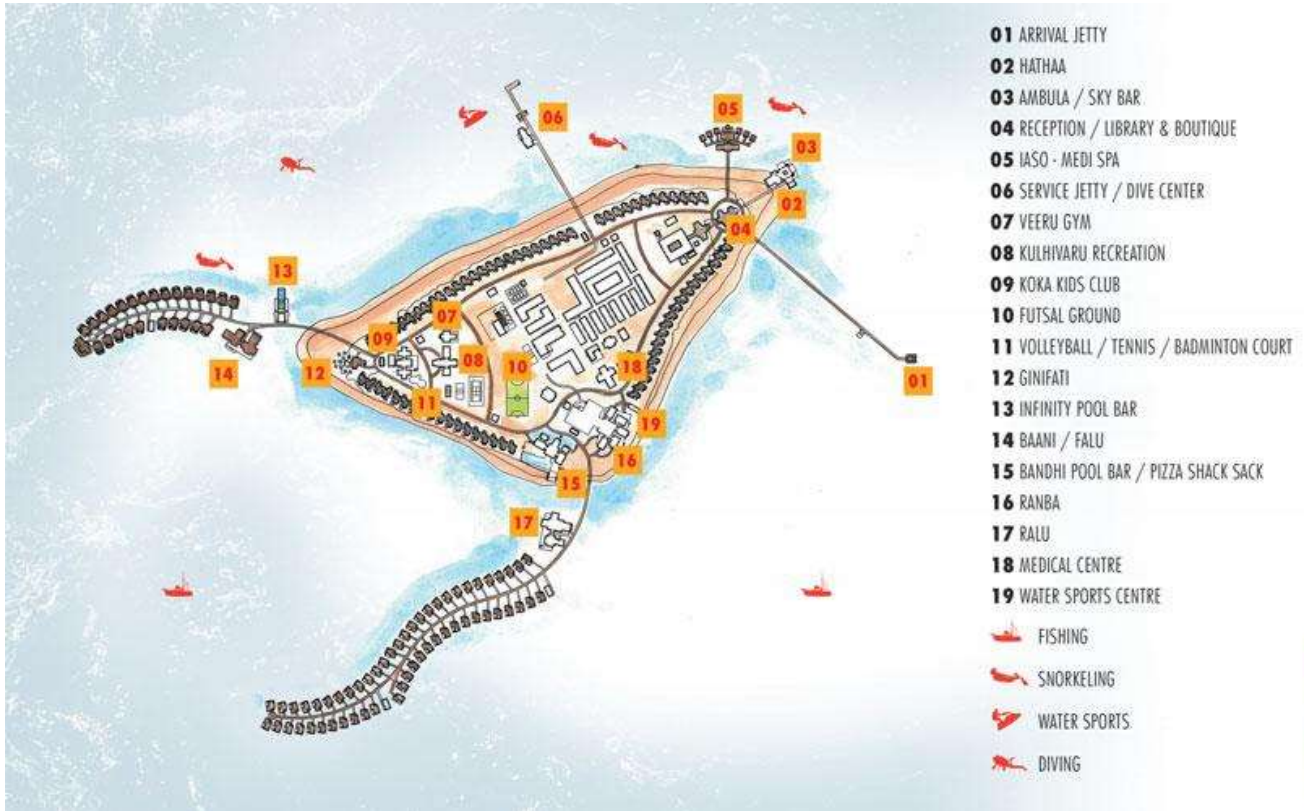 05
03
06
02
04
13
07
09
08
10
18
12
14
11
01
19
16
15
17
01 ARRIVAL JETTY
02 HATHAA
03 AMBULA / SKY BAR
04 RECEPTION / LIBRARY & BOUTIQUE
05 IASO - MEDI SPA
06 SERVICE JETTY / DIVE CENTER
07 VEERU GYM
08 KULHIVARU RECREATION
09 KOKA KIDS CLUB
10 FUTSAL GROUND
11 VOLLEYBALL / TENNIS / BADMINTON COURT
12 GINIFATI
13 INFINITY POOL BAR
14 BAANI / FALU
15 BANDHI POOL BAR / PIZZA SHACK SACK
16 RANBA
17 RALU
18 MEDICAL CENTRE
19 WATER SPORTS CENTRE
FISHING
SNORKELING
WATER SPORTS
DIVING